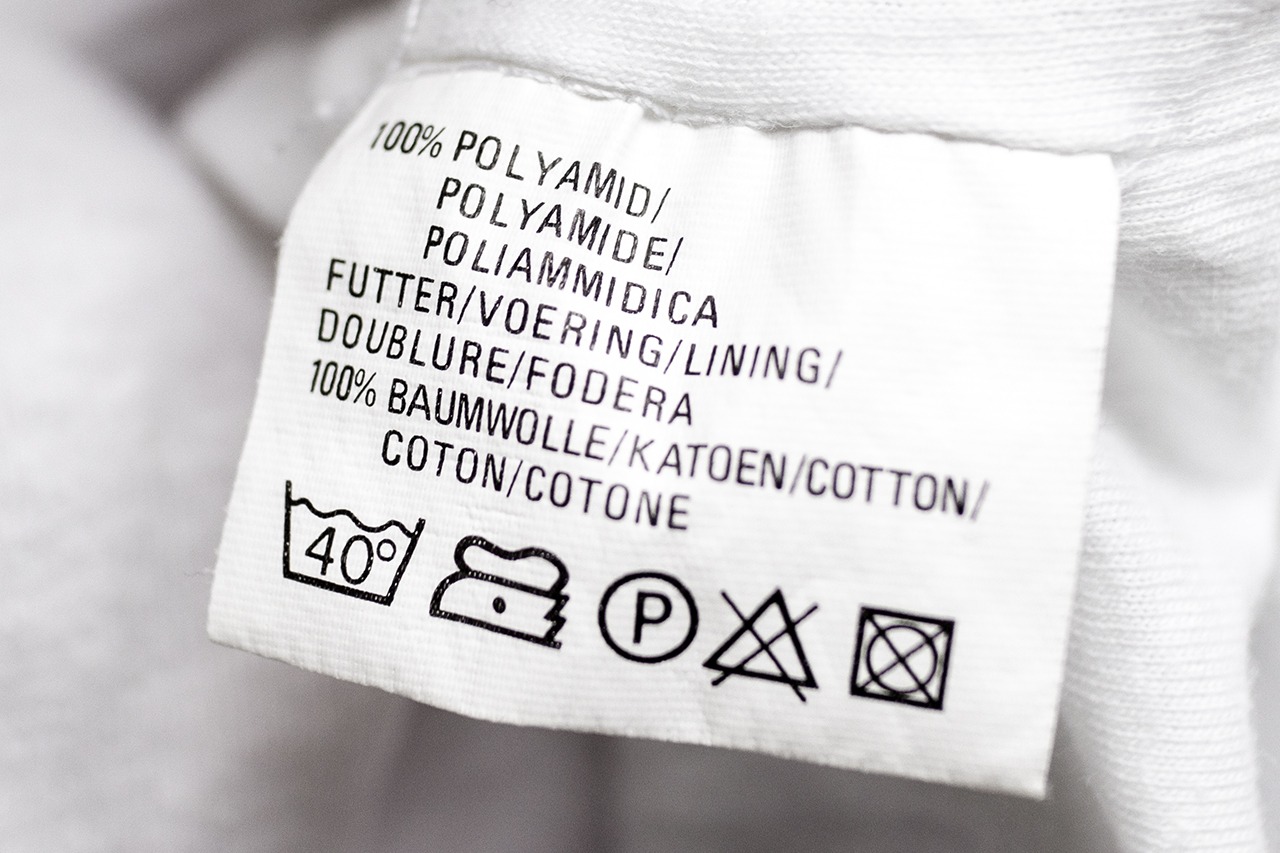 100% POLYAMID/
POLYAMIDE/
POLIAMMIDICA
FUTTER/VOERING/LINING/
DOUBLURE/FODERA
100% BAUMWOLLE/KATOEN/COTTON/
COTON/COTONE
40°
P